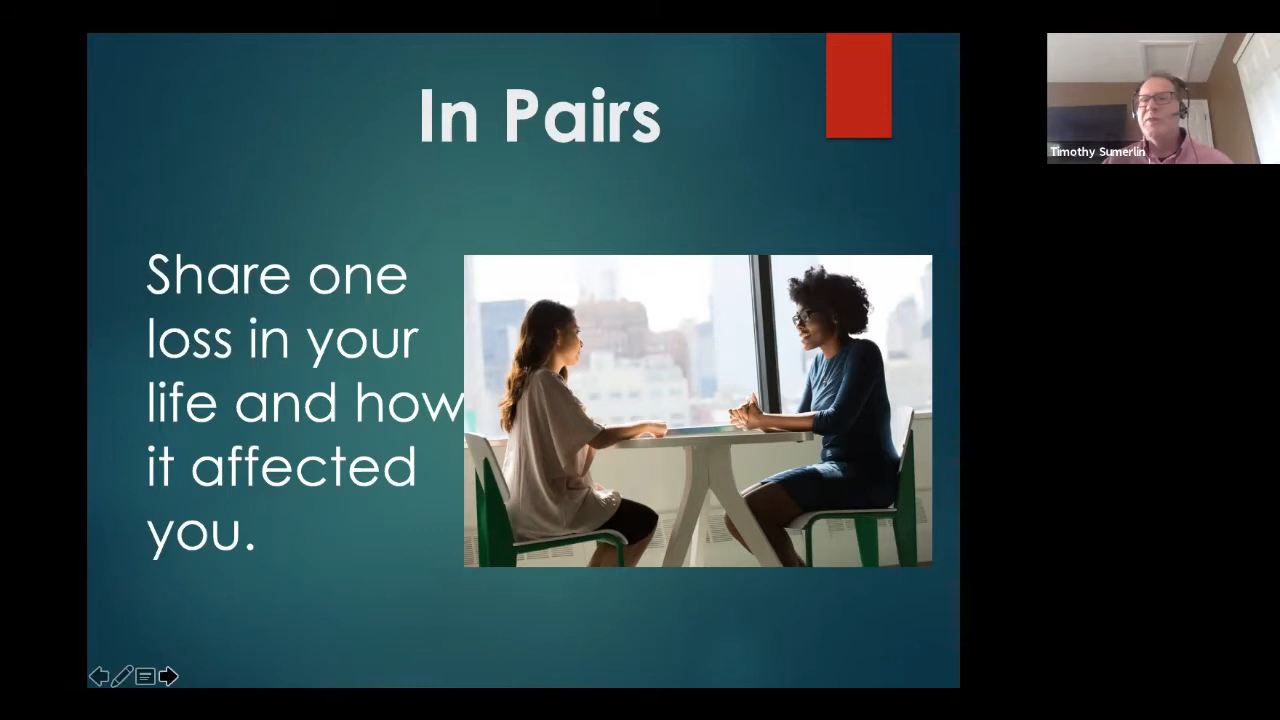 In Pairs
Share one
loss in your
life and how
it affected
you.
Timothy Sumerlin